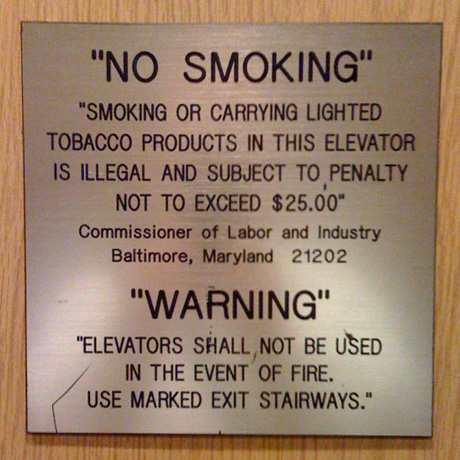 "NO SMOKING"
"SMOKING OR CARRYING LIGHTED
TOBACCO PRODUCTS IN THIS ELEVATOR
IS ILLEGAL AND SUBJECT TO PENALTY
NOT TO EXCEED $25.00"
Commissioner of Labor and Industry
Baltimore, Maryland 21202
"WARNING"
"ELEVATORS SHALL NOT BE USED
IN THE EVENT OF FIRE.
USE MARKED EXIT STAIRWAYS."